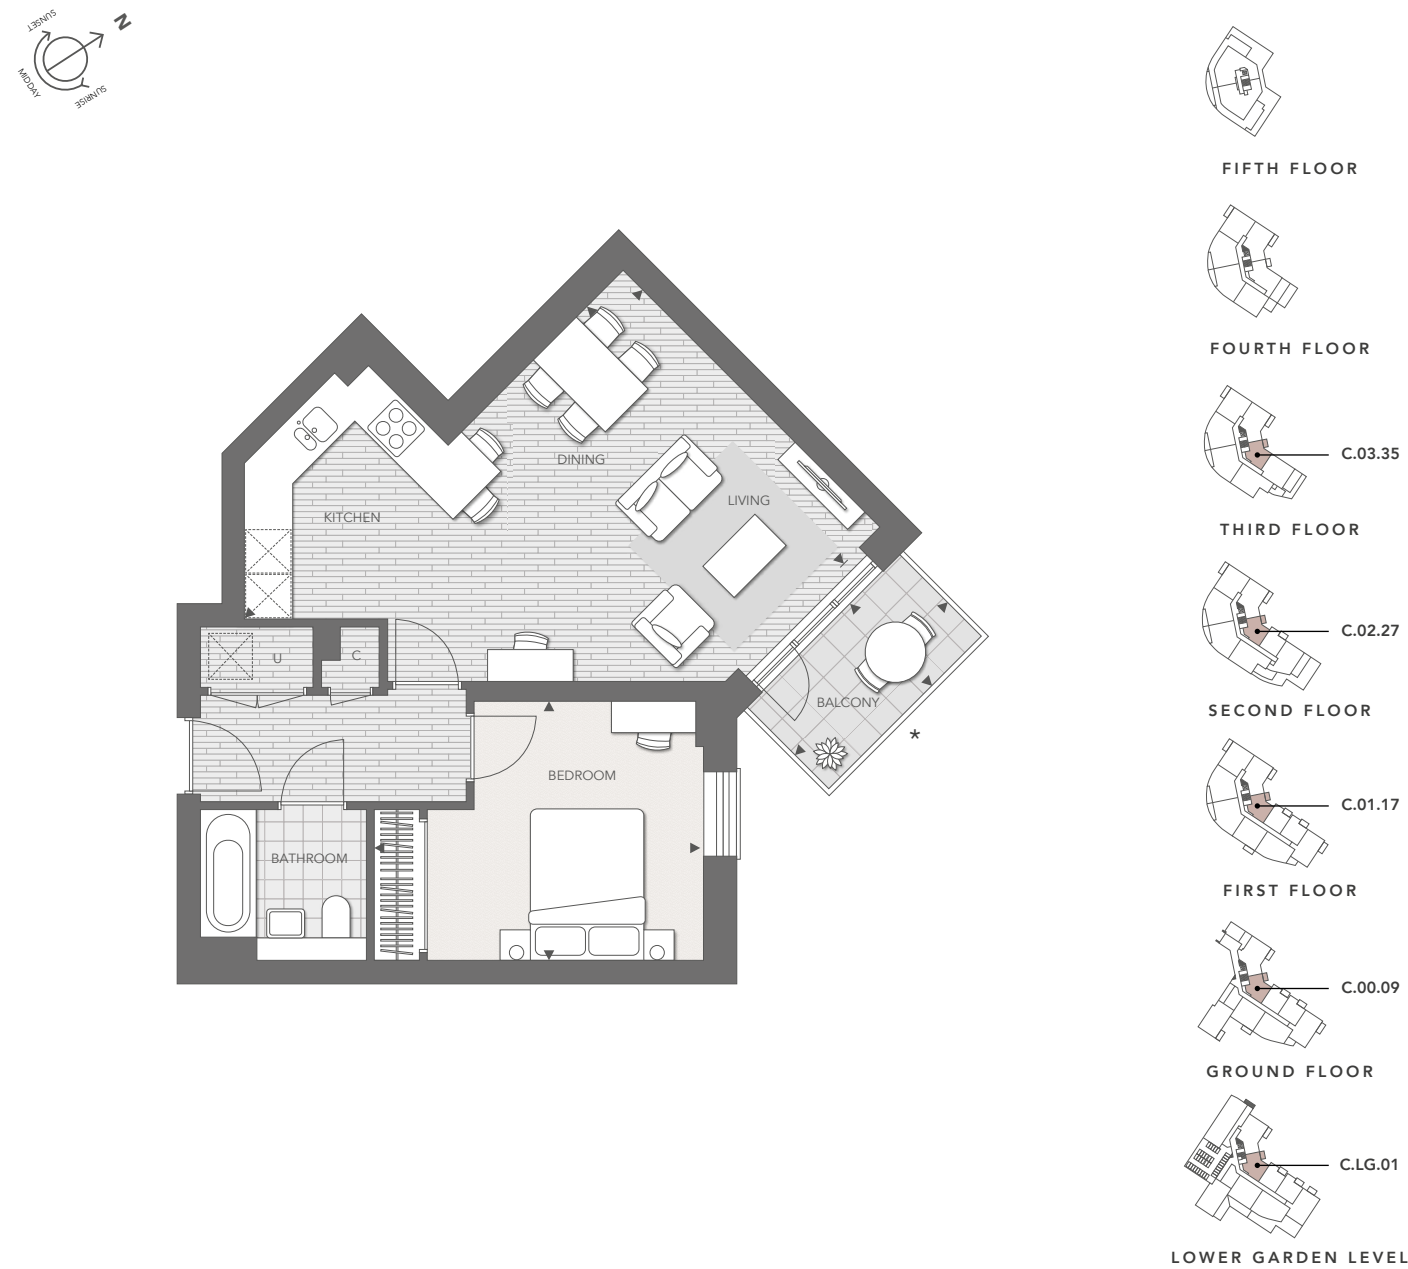 N
SUNSET
MIDDAY
SUNRISE
FIFTH FLOOR
FOURTH FLOOR
C.03.35
THIRD FLOOR
C.02.27
SECOND FLOOR
C.01.17
FIRST FLOOR
C.00.09
GROUND FLOOR
C.LG.01
LOWER GARDEN LEVEL
DINING
LIVING
KITCHEN
U
C
BALCONY
*
BEDROOM
BATHROOM